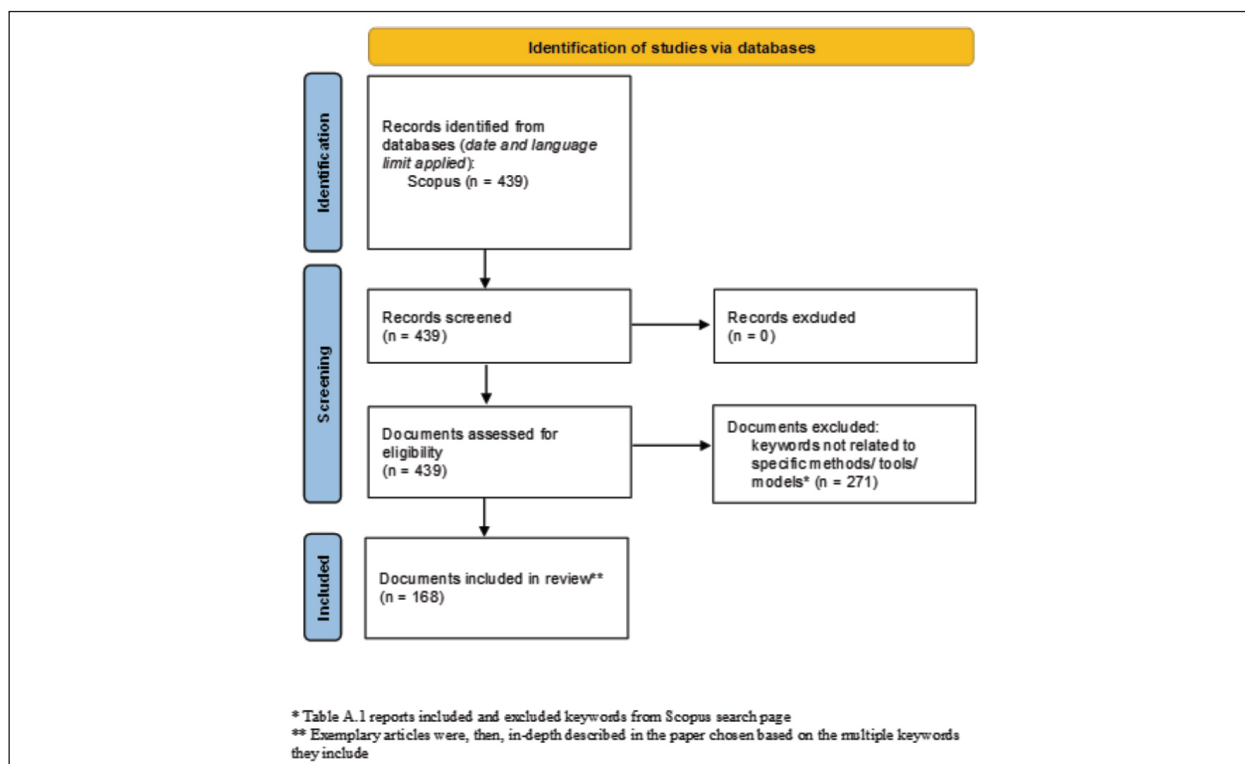 Identification of studies via databases
Identification
Records identified from
databases (date and language
limit applied):
Scopus (n = 439)
Screening
Records screened
(n = 439)
Records excluded
(n = 0)
Documents assessed for
eligibility
(n = 439)
Documents excluded:
keywords not related to
specific methods/ tools/
models* (n = 271)
Included
Documents included in review**
(n = 168)
* Table A.1 reports included and excluded keywords from Scopus search page
** Exemplary articles were, then, in-depth described in the paper chosen based on the multiple keywords
they include